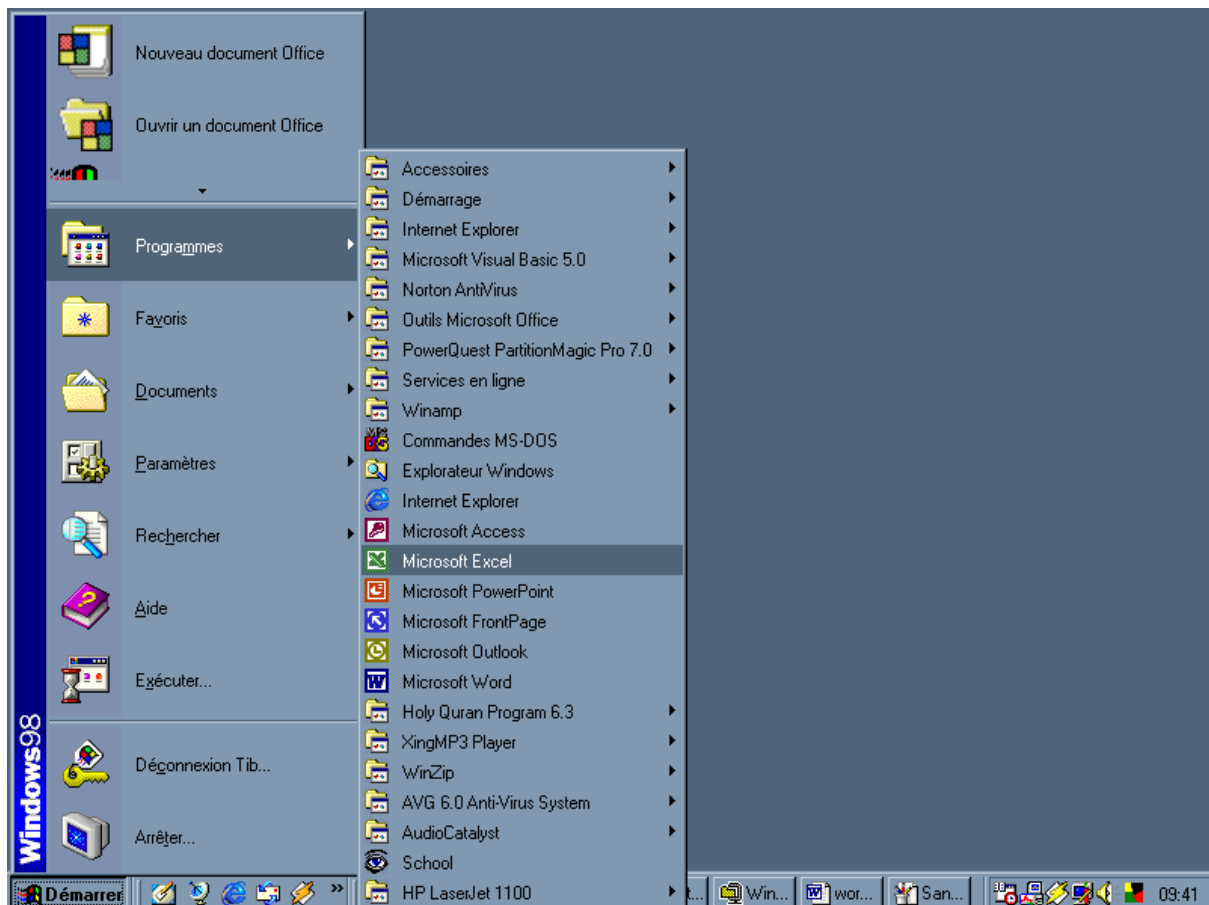 Nouveau document Office
Ouvrir un document Office
Programmes
Favoris
Documents
Paramètres
Rechercher
Aide
Exécuter...
Déconnexion Tib...
Arrêter...
Windows98
Accessoires
Démarrage
Internet Explorer
Microsoft Visual Basic 5.0
Norton AntiVirus
Outils Microsoft Office
PowerQuest PartitionMagic Pro 7.0
Services en ligne
Winamp
Commandes MS-DOS
Explorateur Windows
Internet Explorer
Microsoft Access
Microsoft Excel
Microsoft PowerPoint
Microsoft FrontPage
Microsoft Outlook
Microsoft Word
Holy Quran Program 6.3
XingMP3 Player
WinZip
AVG 6.0 Anti-Virus System
AudioCatalyst
School
HP LaserJet 1100
Démarrer » t... Win... wor... San... 09:41